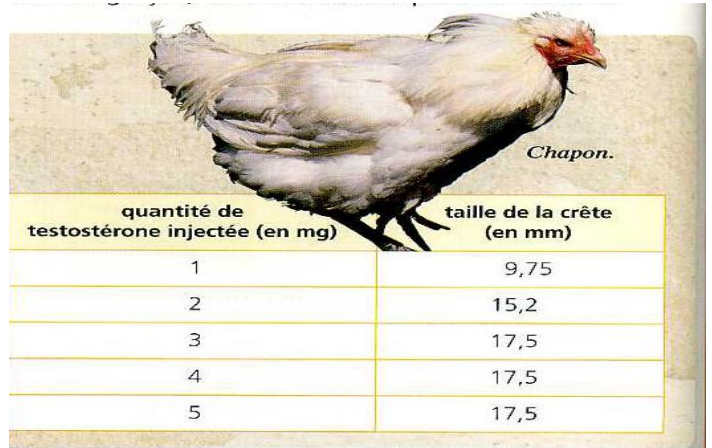 Chapon.
quantité de
testostérone injectée (en mg)
taille de la crête
(en mm)
1 9,75
2 15,2
3 17,5
4 17,5
5 17,5